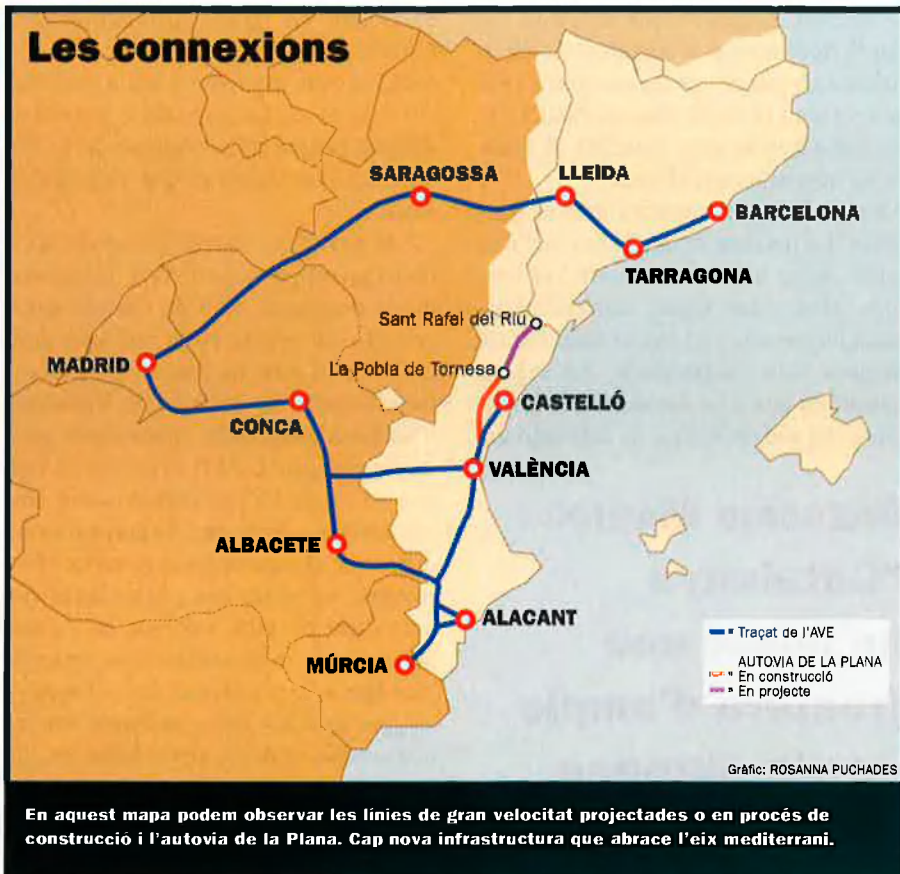 Les connexions
SARAGOSSA
LLEIDA
BARCELONA
TARRAGONA
Sant Rafel del Riu
MADRID
La Pobla de Tornesa
CASTELLÓ
CONCA
VALÈNCIA
ALBACETE
ALACANT
MÚRCIA
Traçat de l'AVE
AUTOVIA DE LA PLANA
En construcció
En projecte
Gràfic: ROSANNA PUCHADES
En aquest mapa podem observar les línies de gran velocitat projectades o en procés de
construcció i l'autovia de la Plana. Cap nova infrastructura que abrace l'eix mediterrani.